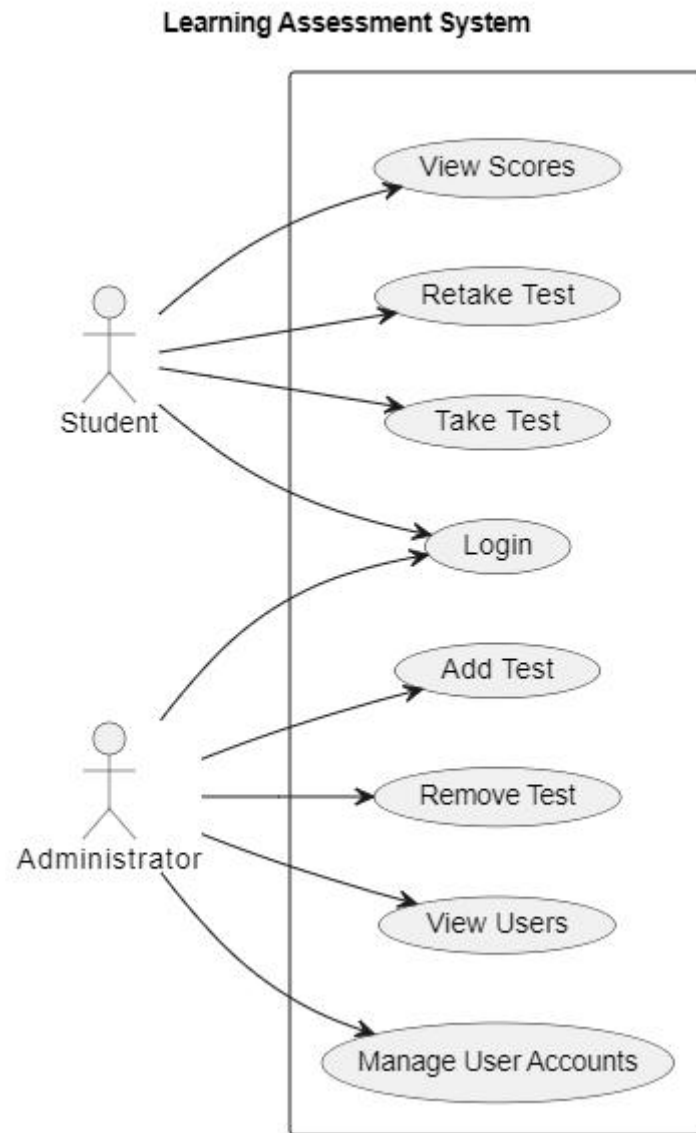 Learning Assessment System
View Scores
Retake Test
Student
Take Test
Login
Add Test
Remove Test
Administrator
View Users
Manage User Accounts